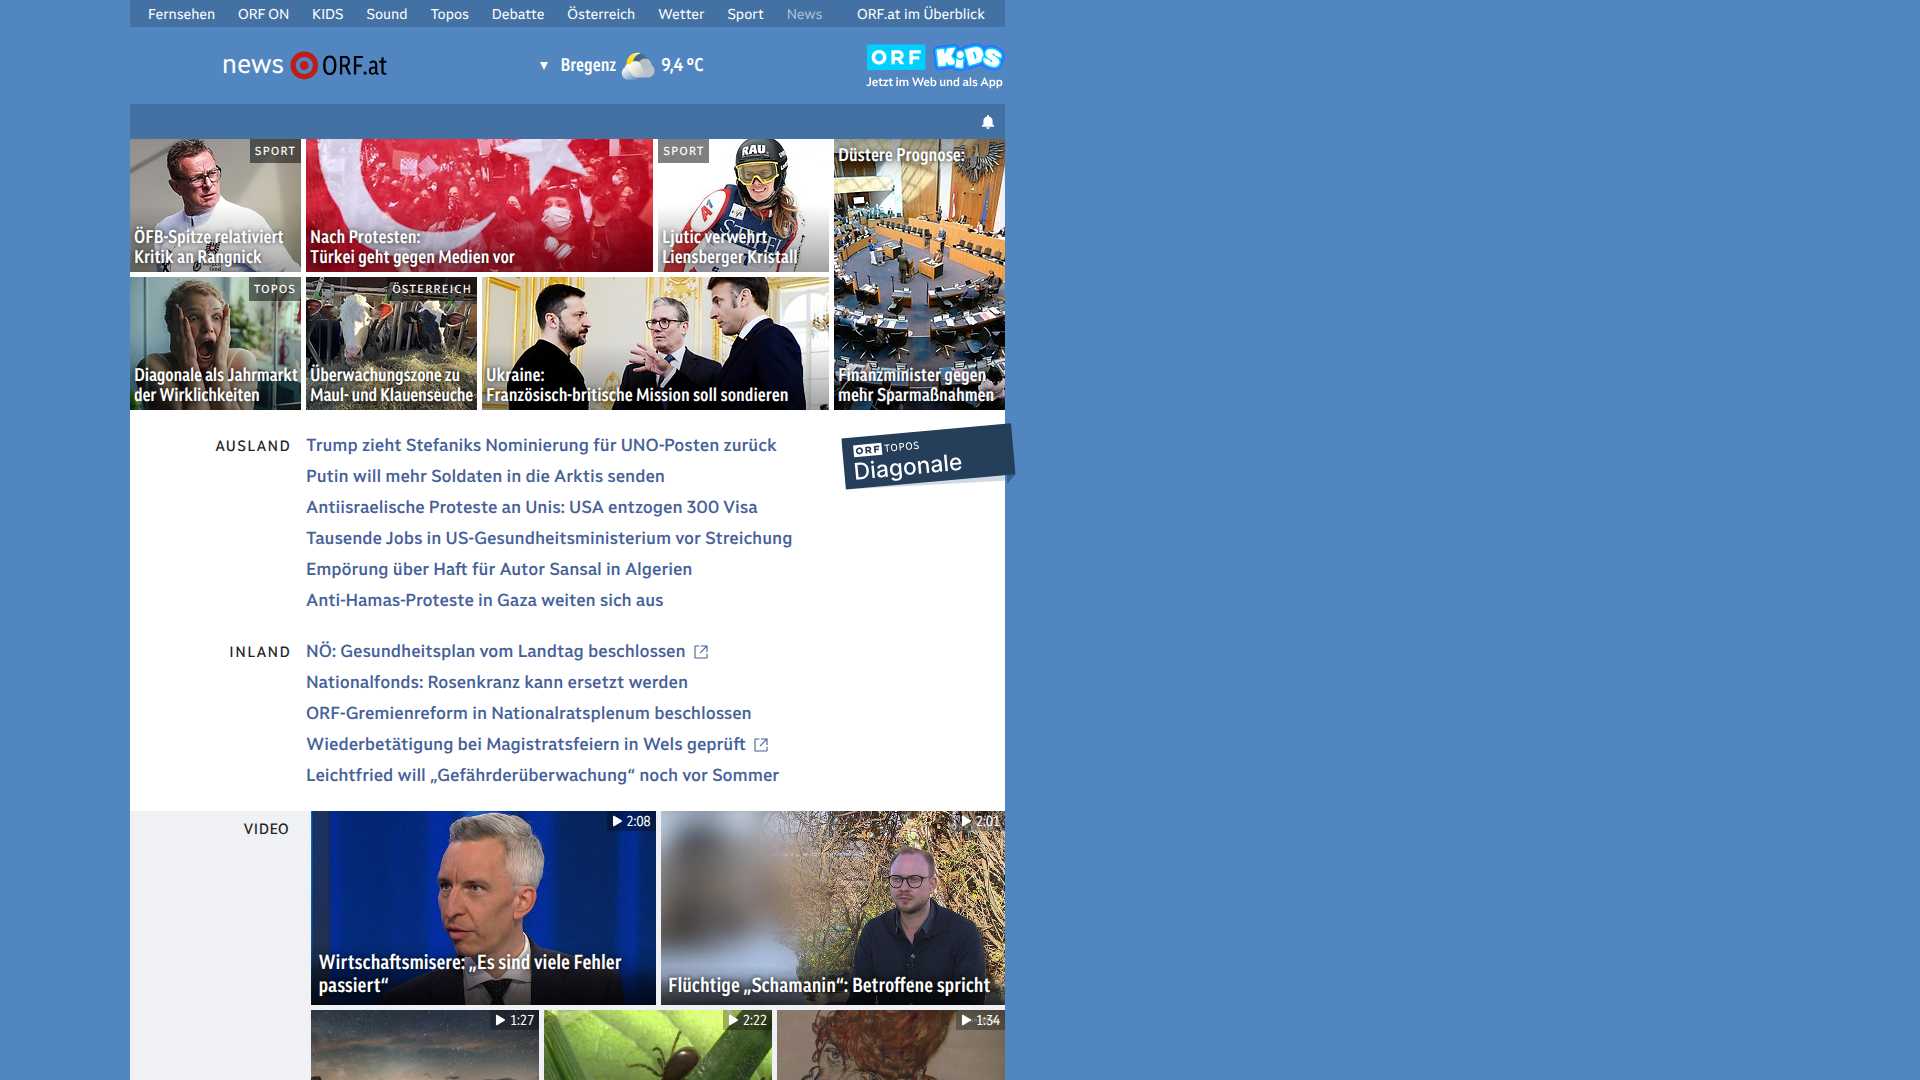 Fernsehen ORF ON KIDS Sound Topos Debatte Österreich Wetter Sport News ORF.at im Überblick
news ORF.at
▼ Bregenz 9,4 °C
ORF KiDS
Jetzt im Web und als App
SPORT
ÖFB-Spitze relativiert
Kritik an Rangnick
Nach Protesten:
Türkei geht gegen Medien vor
SPORT
RAU
Ljutic verwehrt
Liensberger Kristall
Düstere Prognose:
Finanzminister gegen
mehr Sparmaßnahmen
TOPOS
Diagonale als Jahrmarkt
der Wirklichkeiten
ÖSTERREICH
Überwachungszone zu
Maul- und Klauenseuche
Ukraine:
Französisch-britische Mission soll sondieren
AUSLAND
Trump zieht Stefaniks Nominierung für UNO-Posten zurück
Putin will mehr Soldaten in die Arktis senden
Antiisraelische Proteste an Unis: USA entzogen 300 Visa
Tausende Jobs in US-Gesundheitsministerium vor Streichung
Empörung über Haft für Autor Sansal in Algerien
Anti-Hamas-Proteste in Gaza weiten sich aus
ORF TOPOS
Diagonale
INLAND
NÖ: Gesundheitsplan vom Landtag beschlossen
Nationalfonds: Rosenkranz kann ersetzt werden
ORF-Gremienreform in Nationalratsplenum beschlossen
Wiederbetätigung bei Magistratsfeiern in Wels geprüft
Leichtfried will „Gefährderüberwachung“ noch vor Sommer
VIDEO
2:08
Wirtschaftsmisere: „Es sind viele Fehler
passiert“
2:01
Flüchtige „Schamanin“: Betroffene spricht
1:27
2:22
1:34